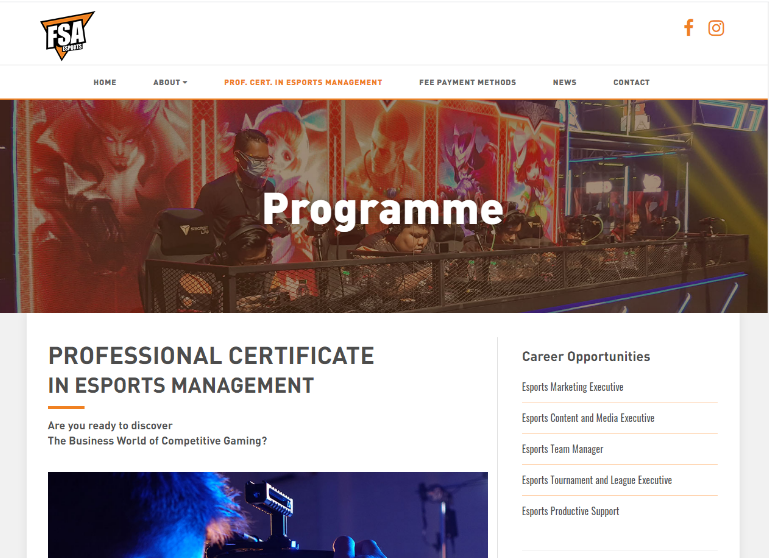 FSA
ESPORTS
HOME
ABOUT
PROF. CERT. IN ESPORTS MANAGEMENT
FEE PAYMENT METHODS
NEWS
CONTACT
Programme
PROFESSIONAL CERTIFICATE
IN ESPORTS MANAGEMENT
Are you ready to discover
The Business World of Competitive Gaming?
Career Opportunities
Esports Marketing Executive
Esports Content and Media Executive
Esports Team Manager
Esports Tournament and League Executive
Esports Productive Support